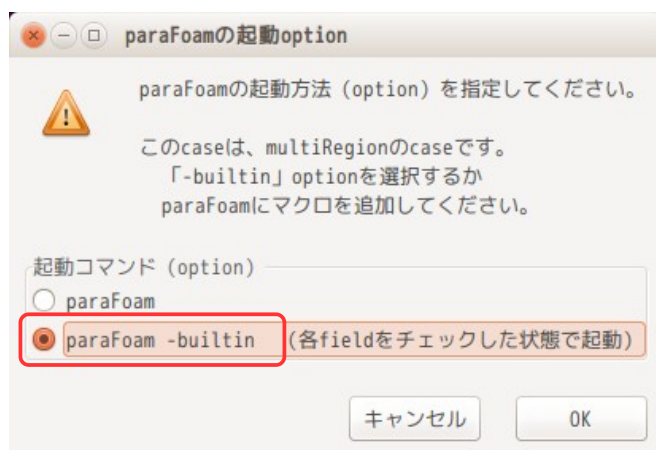 paraFoamの起動option
paraFoamの起動方法（option）を指定してください。
このcaseは、multiRegionのcaseです。
「-builtin」optionを選択するか
paraFoamにマクロを追加してください。
起動コマンド（option）
paraFoam
paraFoam -builtin （各fieldをチェックした状態で起動）
キャンセル OK